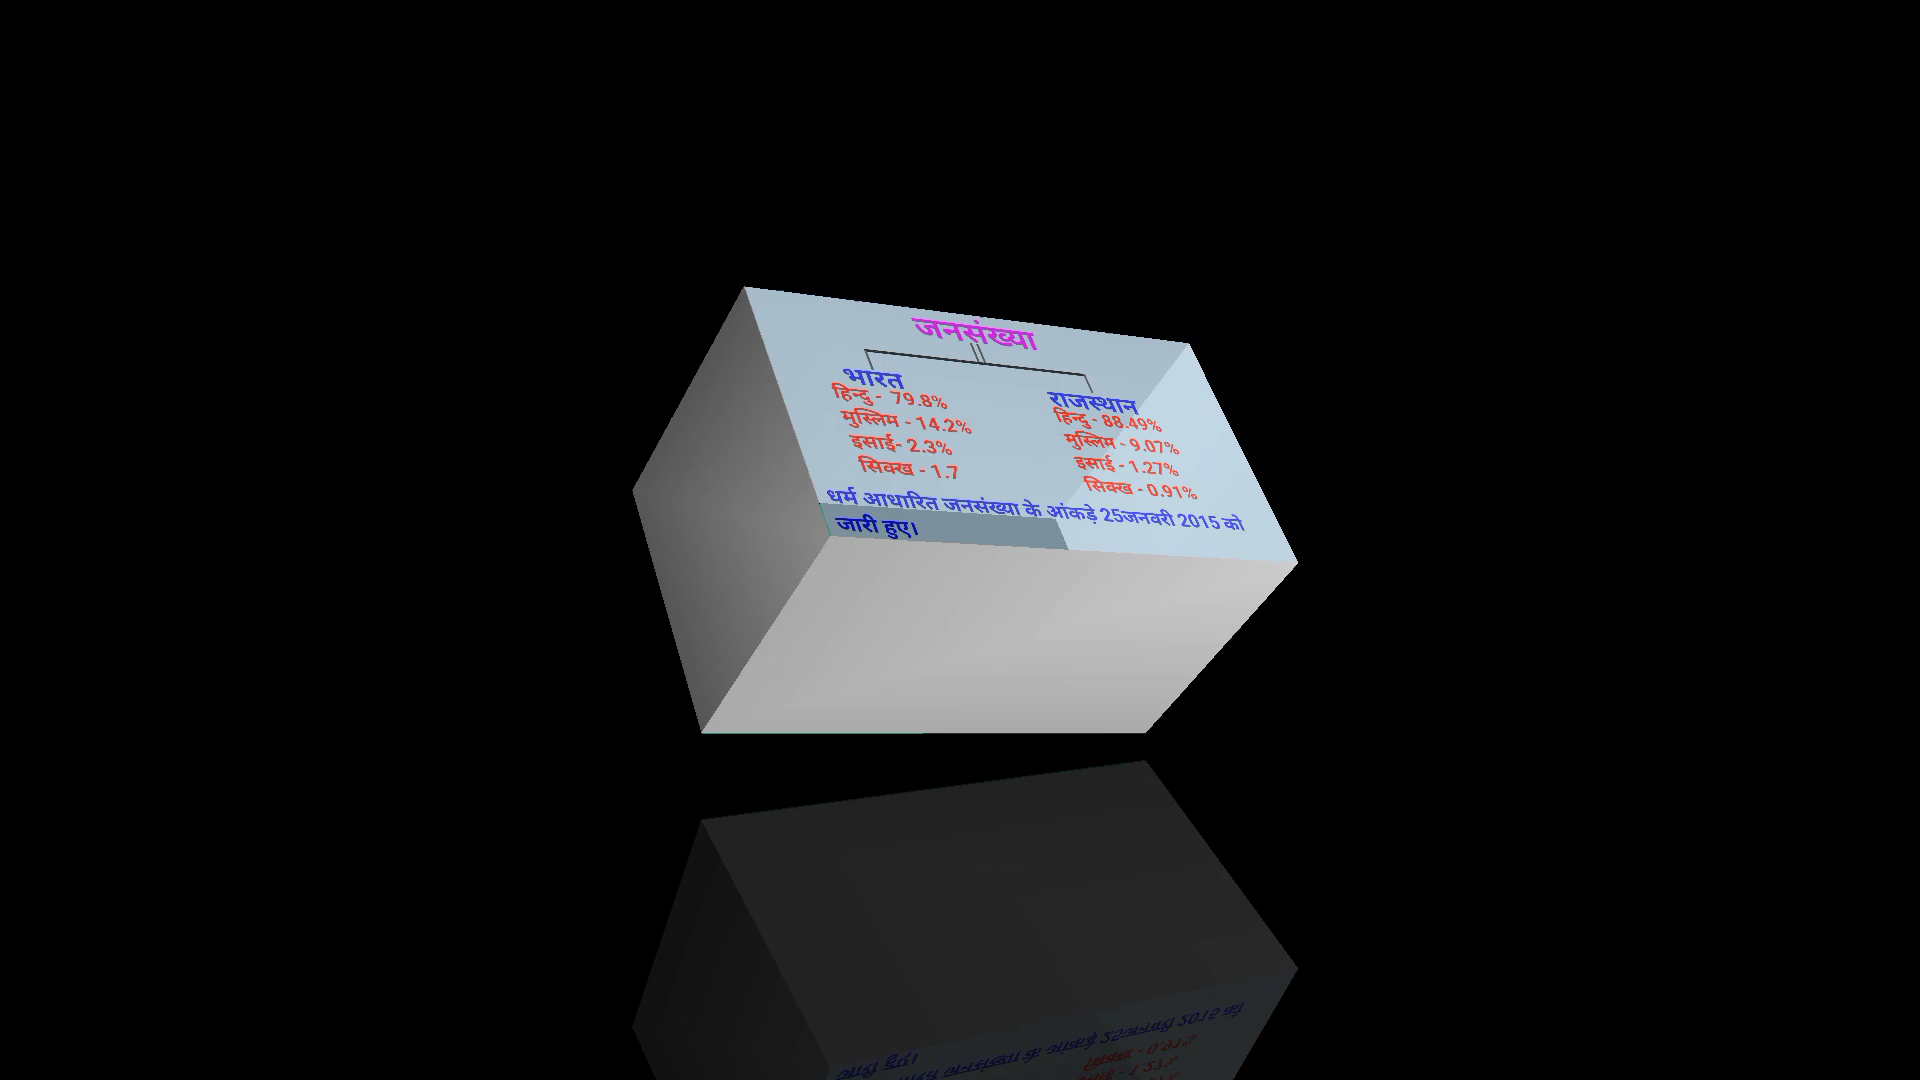 जनसंख्या
भारत
हिन्दु - 79.8%
मुस्लिम - 14.2%
इसाई- 2.3%
सिक्ख - 1.7
राजस्थान
हिन्दु - 88.49%
मुस्लिम - 9.07%
इसाई - 1.27%
सिक्ख - 0.91%
धर्म आधारित जनसंख्या के आंकड़े 25जनवरी 2015 को
जारी हुए।